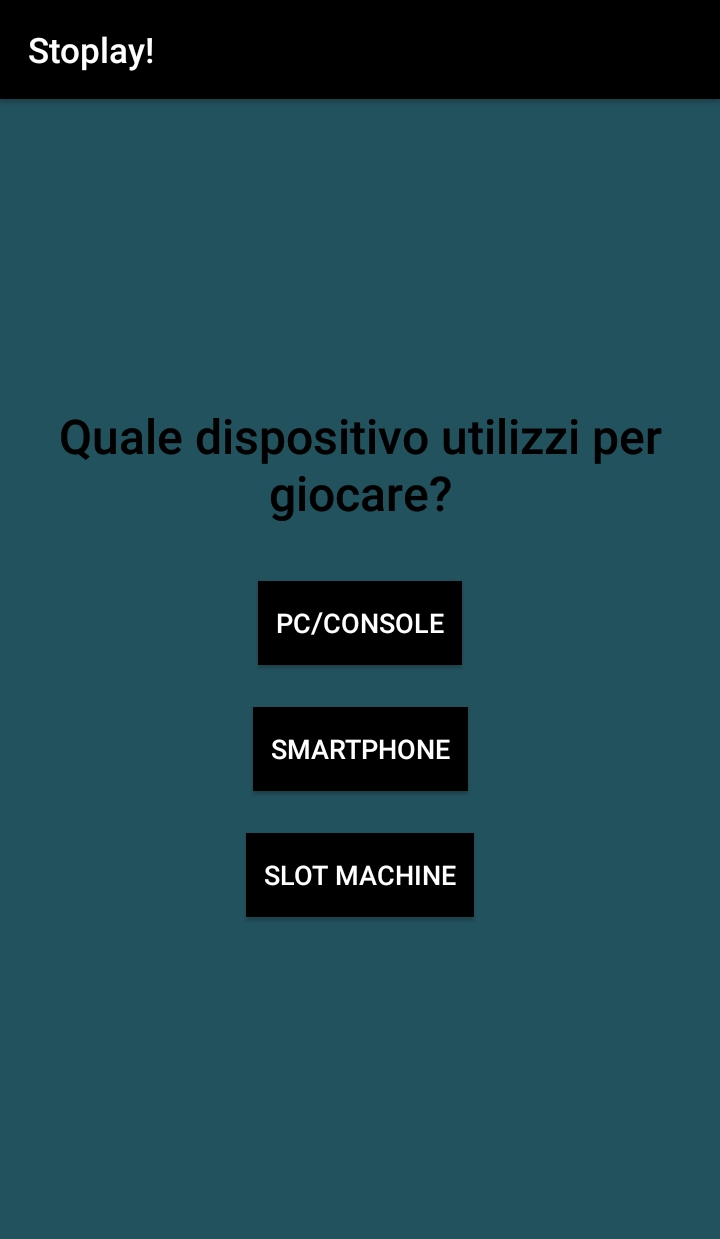 Stoplay!
Quale dispositivo utilizzi per
giocare?
PC/CONSOLE
SMARTPHONE
SLOT MACHINE